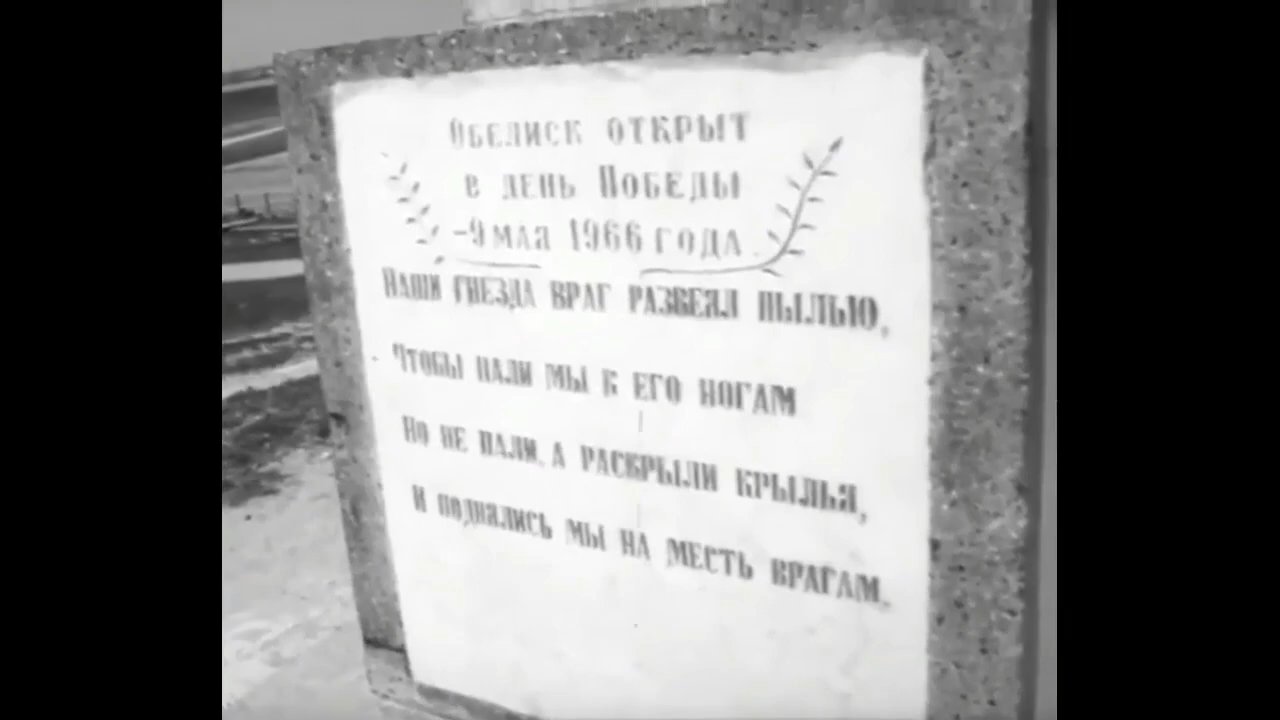 Обелиск открыт
в день Победы
-9 мая 1966 года.
Наши гнезда враг развеял пылью,
Чтобы пали мы к его ногам
Но не пали, а раскрыли крылья,
И поднялись мы на месть врагам.